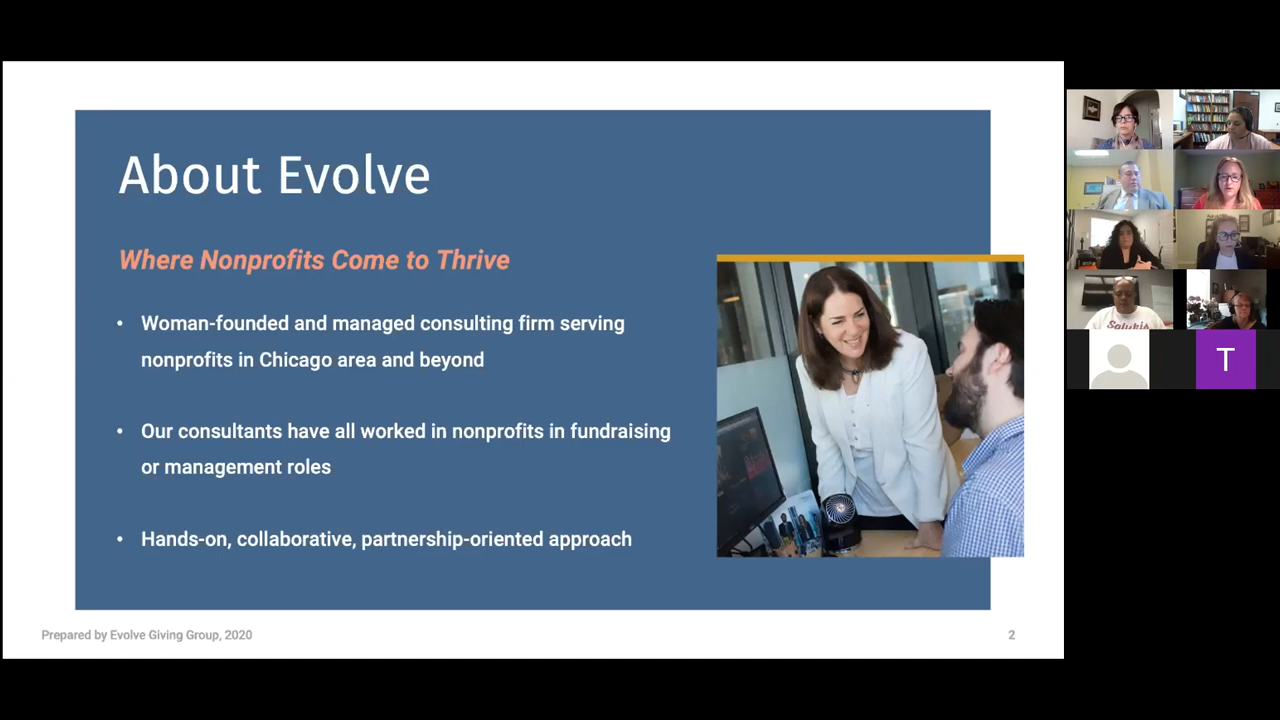 About Evolve
Where Nonprofits Come to Thrive
• Woman-founded and managed consulting firm serving
nonprofits in Chicago area and beyond
• Our consultants have all worked in nonprofits in fundraising
or management roles
• Hands-on, collaborative, partnership-oriented approach
Prepared by Evolve Giving Group, 2020
2
Salukis
T